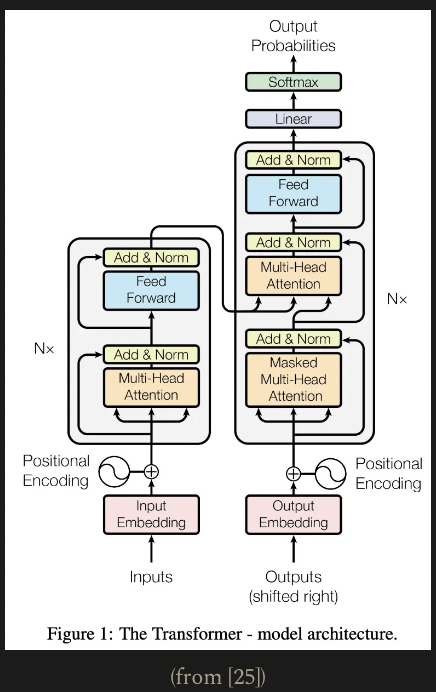 Output
Probabilities
Softmax
Linear
Add & Norm
Feed
Forward
Add & Norm
Multi-Head
Attention
Add & Norm
Masked
Multi-Head
Attention
N×
Add & Norm
Feed
Forward
Add & Norm
Multi-Head
Attention
N×
Positional
Encoding
Positional
Encoding
Input
Embedding
Output
Embedding
Inputs
Outputs
(shifted right)
Figure 1: The Transformer - model architecture.
(from [25])